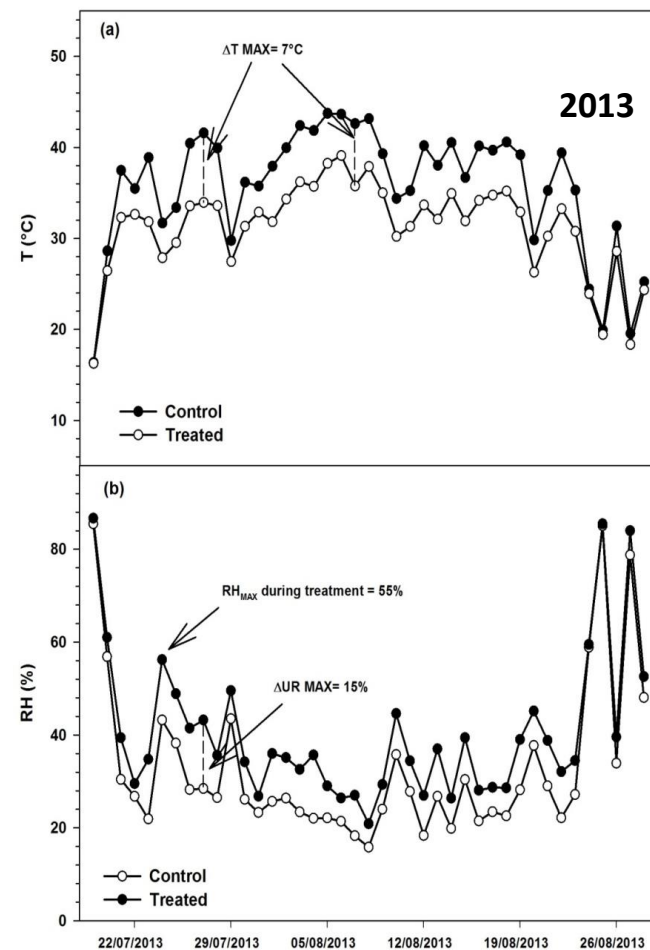 (a)
50
ΔT MAX= 7°C
2013
40
T (°C)
30
20
Control
10
Treated
(b)
80
RHMAX during treatment = 55%
60
ΔUR MAX= 15%
RH (%)
40
20
Control
Treated
0
22/07/2013 29/07/2013 05/08/2013 12/08/2013 19/08/2013 26/08/2013